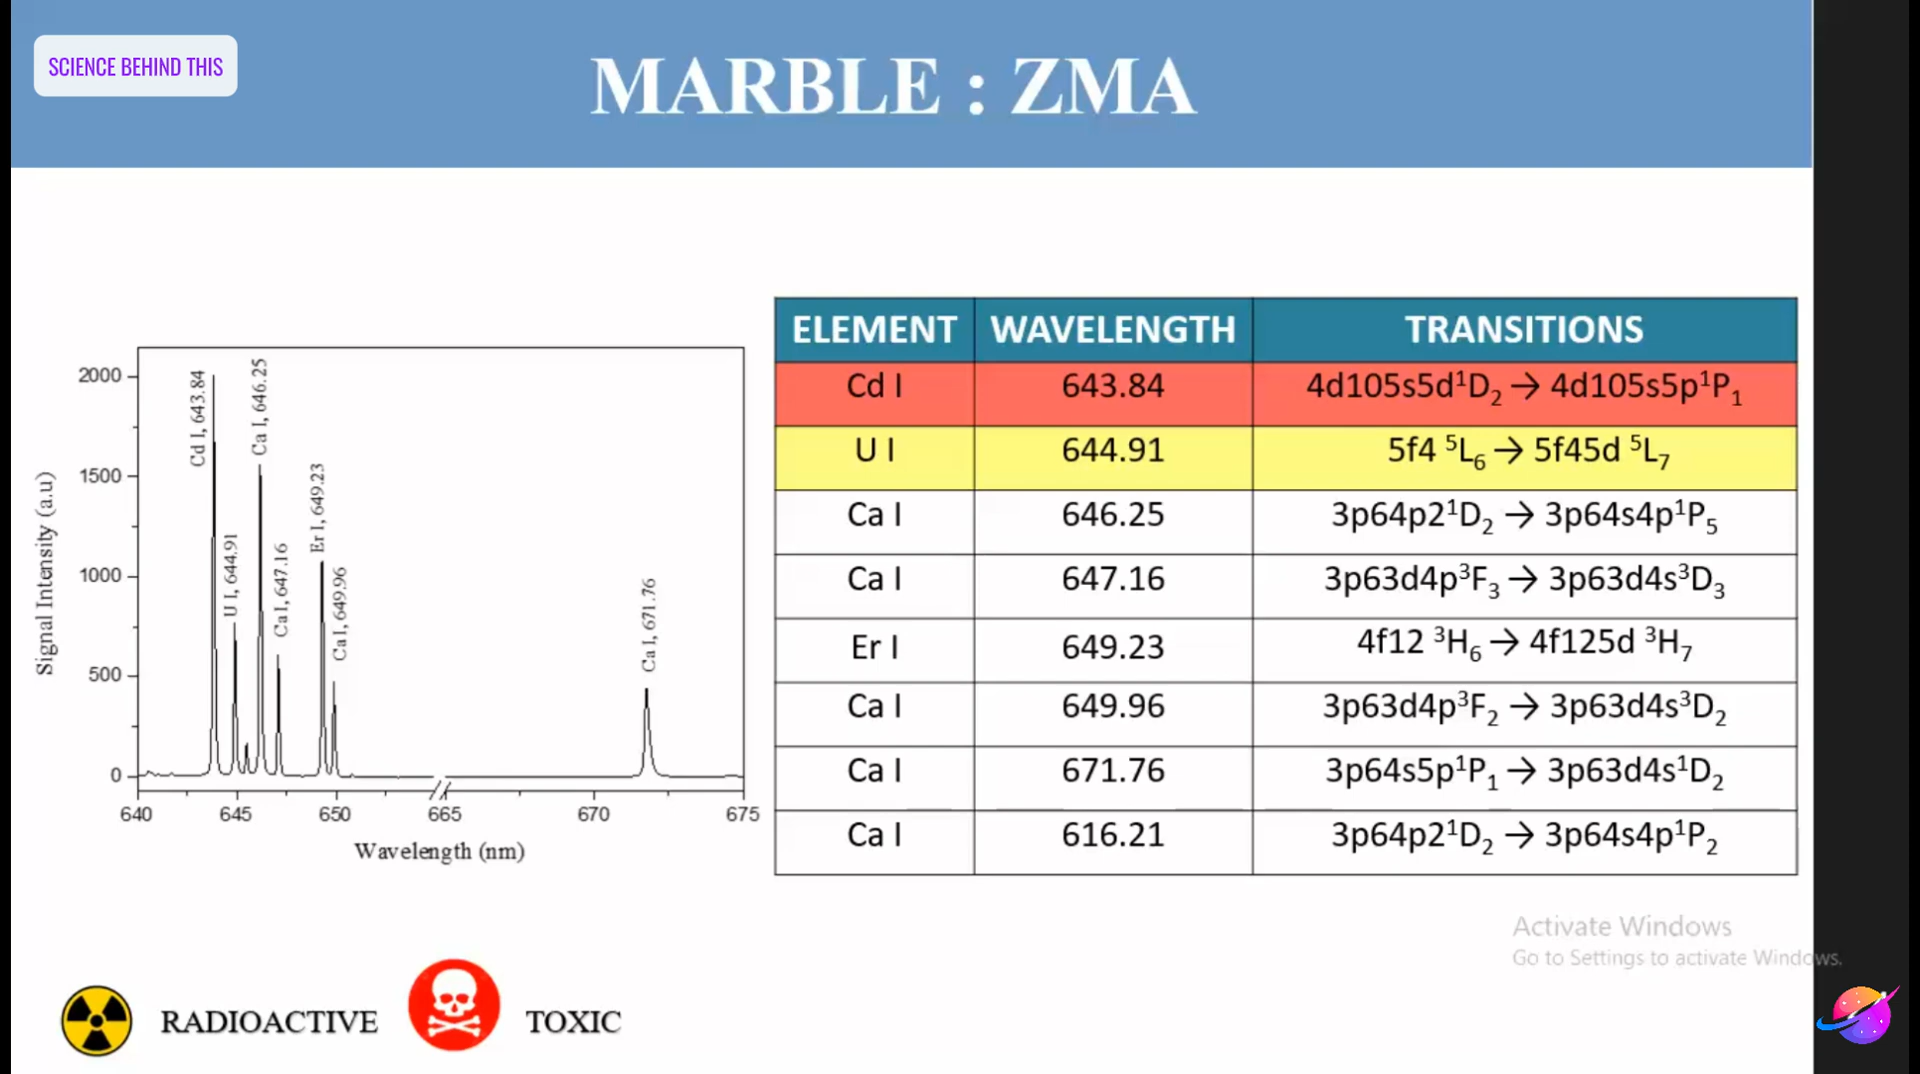 SCIENCE BEHIND THIS
MARBLE : ZMA
ELEMENT WAVELENGTH TRANSITIONS
Cd I 643.84 4d105s5d¹D₂ → 4d105s5p¹P₁
U I 644.91 5f4 ⁵L₆ → 5f45d ⁵L₇
Ca I 646.25 3p64p2¹D₂ → 3p64s4p¹P₅
Ca I 647.16 3p63d4p³F₃ → 3p63d4s³D₃
Er I 649.23 4f12 ³H₆ → 4f125d ³H₇
Ca I 649.96 3p63d4p³F₂ → 3p63d4s³D₂
Ca I 671.76 3p64s5p¹P₁ → 3p63d4s¹D₂
Ca I 616.21 3p64p2¹D₂ → 3p64s4p¹P₂
Signal Intensity (a.u)
2000
1500
1000
500
0
Cd I, 643.84
U I, 644.91
Ca I, 646.25
Ca I, 647.16
Er I, 649.23
Ca I, 649.96
Ca I, 671.76
640 645 650 665 670 675
Wavelength (nm)
RADIOACTIVE TOXIC
Activate Windows
Go to Settings to activate Windows.